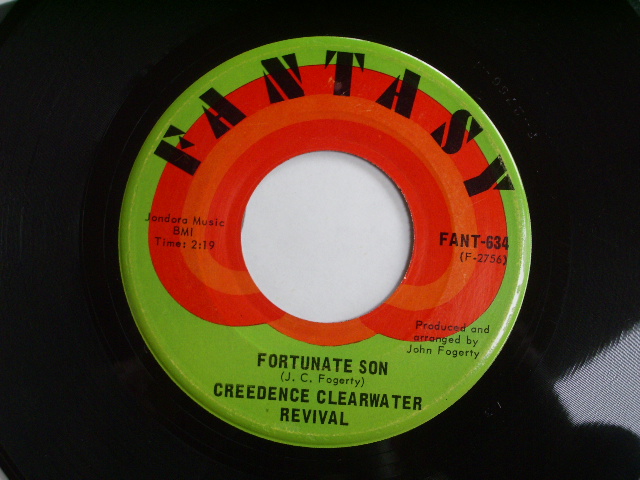 FANTASY
Jondora Music
BMI
Time: 2:19
FANT-634
(F-2756)
Produced and
arranged by
John Fogerty
FORTUNATE SON
(J. C. Fogerty)
CREEDENCE CLEARWATER
REVIVAL